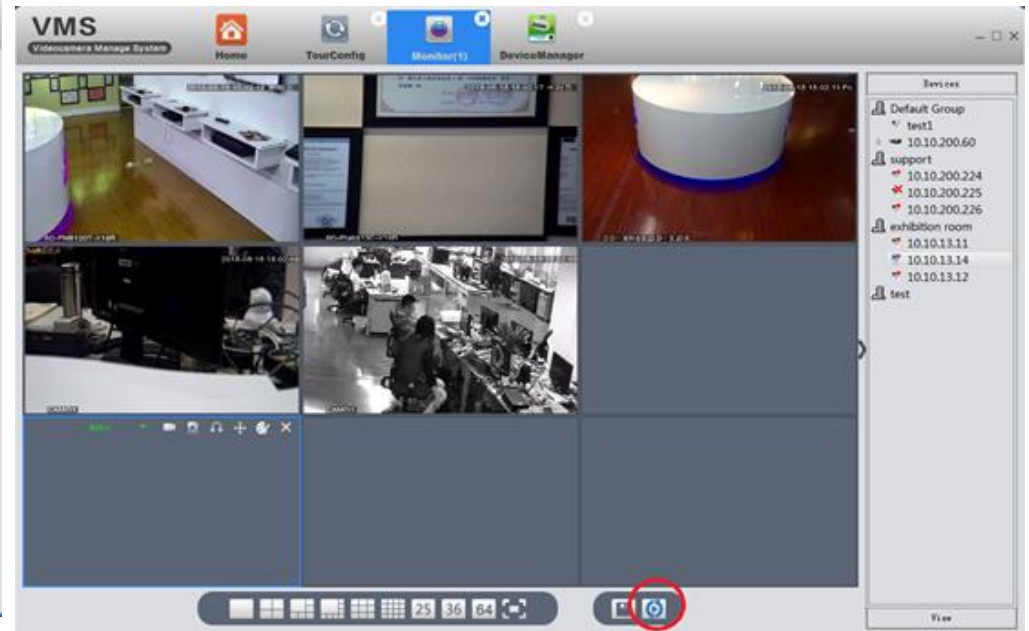 VMS
Videocamera Manage System
Home
TourConfig
Monitor(1)
DeviceManager
Devices
Default Group
test1
10.10.200.60
support
10.10.200.224
10.10.200.225
10.10.200.226
exhibition room
10.10.13.11
10.10.13.14
10.10.13.12
test
25
36
64
View